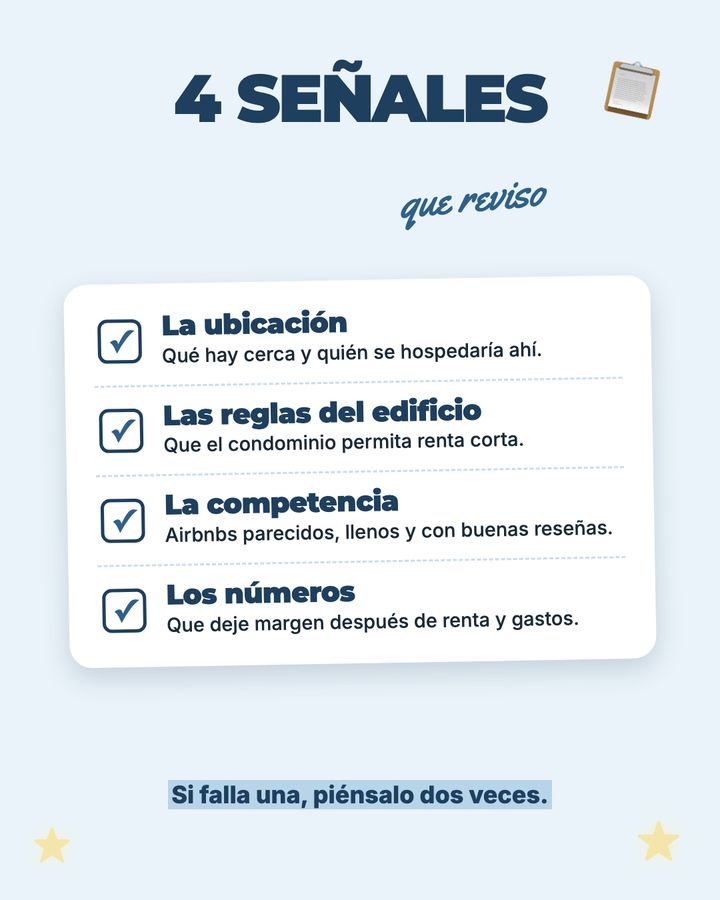 4 SEÑALES
que reviso
La ubicación
Qué hay cerca y quién se hospedaría ahí.
Las reglas del edificio
Que el condominio permita renta corta.
La competencia
Airbnbs parecidos, llenos y con buenas reseñas.
Los números
Que deje margen después de renta y gastos.
Si falla una, piénsalo dos veces.